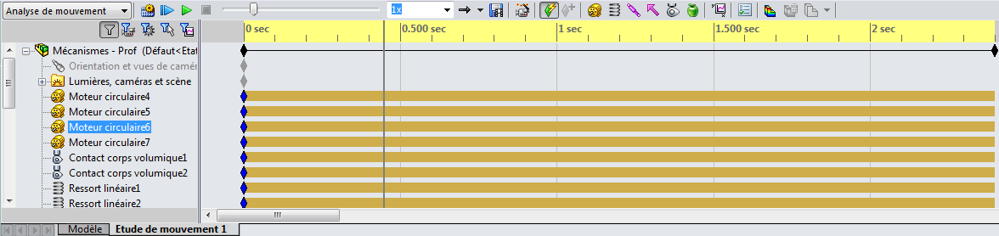 Analyse de mouvement
1x
0 sec 0.500 sec 1 sec 1.500 sec 2 sec
Mécanismes - Prof (Défaut<Etat
Orientation et vues de camér
Lumières, caméras et scène
Moteur circulaire4
Moteur circulaire5
Moteur circulaire6
Moteur circulaire7
Contact corps volumique1
Contact corps volumique2
Ressort linéaire1
Ressort linéaire2
Modèle Etude de mouvement 1